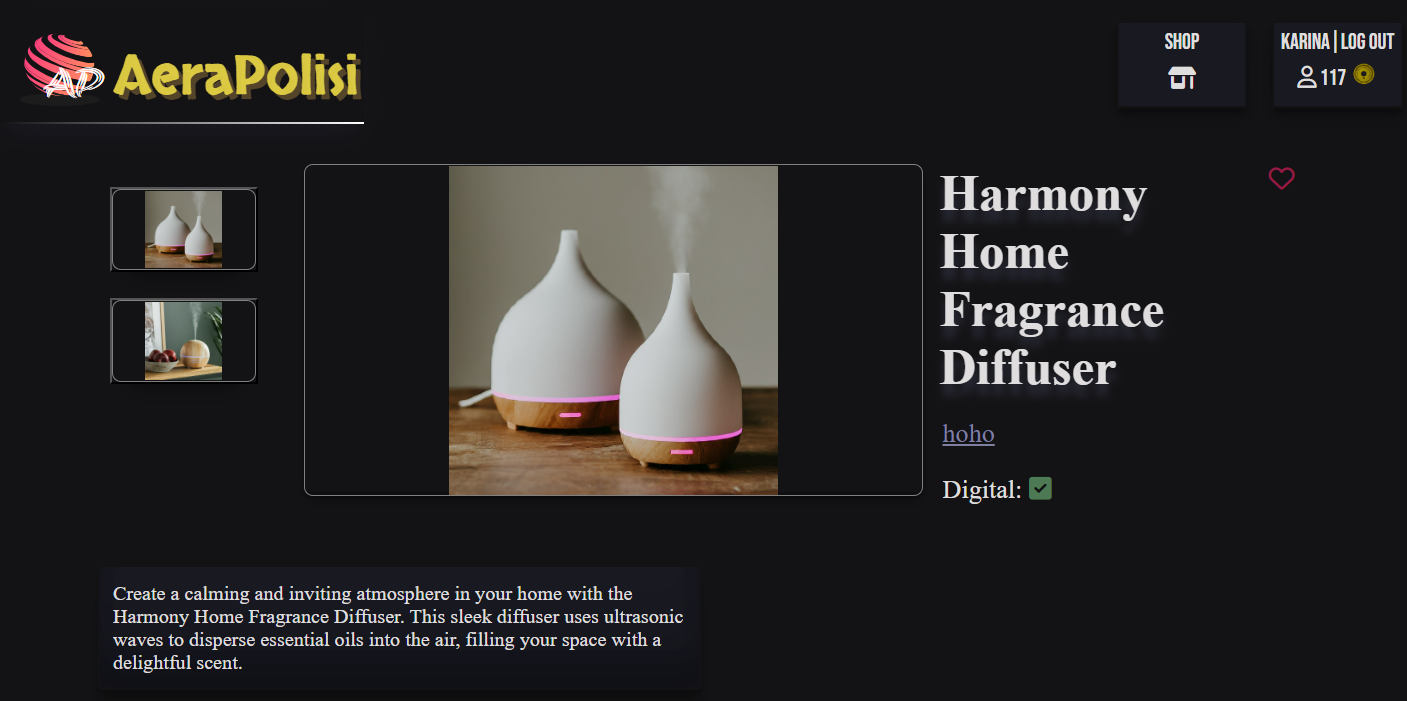 AP AeraPolisi
SHOP
KARINA | LOG OUT
117
Harmony
Home
Fragrance
Diffuser
hoho
Digital:
Create a calming and inviting atmosphere in your home with the
Harmony Home Fragrance Diffuser. This sleek diffuser uses ultrasonic
waves to disperse essential oils into the air, filling your space with a
delightful scent.